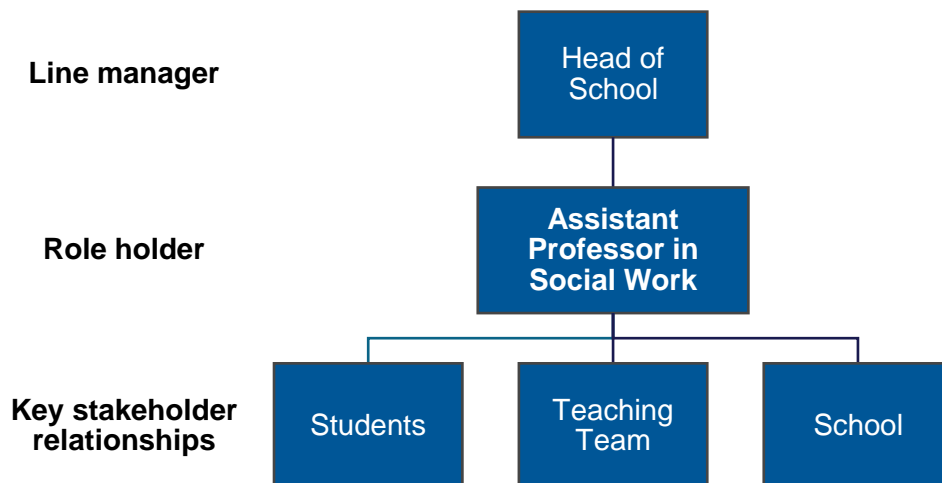 Line manager
Head of
School
Role holder
Assistant
Professor in
Social Work
Key stakeholder
relationships
Students
Teaching
Team
School